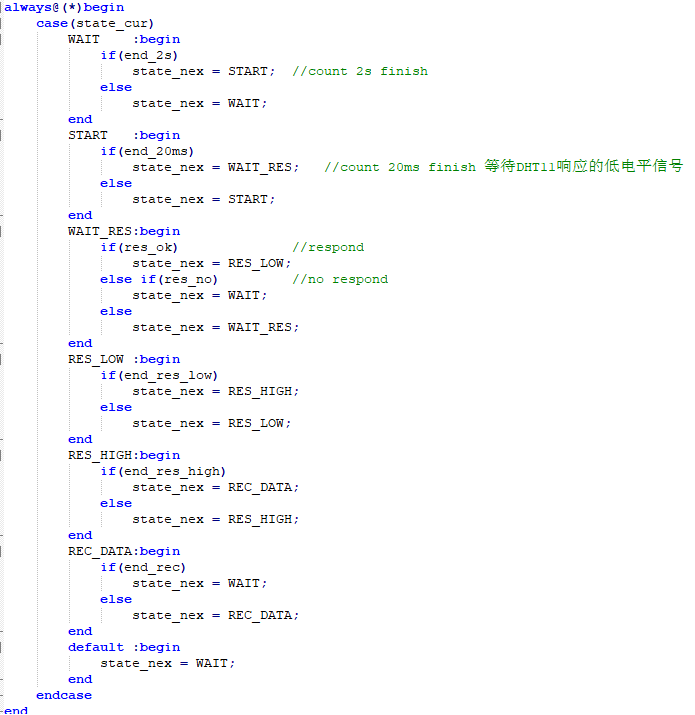 always@(*)begin
    case(state_cur)
        WAIT    :begin
            if(end_2s)
                state_nex = START;  //count 2s finish
            else
                state_nex = WAIT;
        end
        START   :begin
            if(end_20ms)
                state_nex = WAIT_RES;   //count 20ms finish 等待DHT11响应的低电平信号
            else
                state_nex = START;
        end
        WAIT_RES:begin
            if(res_ok)              //respond
                state_nex = RES_LOW;
            else if(res_no)         //no respond
                state_nex = WAIT;
            else
                state_nex = WAIT_RES;
        end
        RES_LOW :begin
            if(end_res_low)
                state_nex = RES_HIGH;
            else
                state_nex = RES_LOW;
        end
        RES_HIGH:begin
            if(end_res_high)
                state_nex = REC_DATA;
            else
                state_nex = RES_HIGH;
        end
        REC_DATA:begin
            if(end_rec)
                state_nex = WAIT;
            else
                state_nex = REC_DATA;
        end
        default :begin
            state_nex = WAIT;
        end
    endcase
end